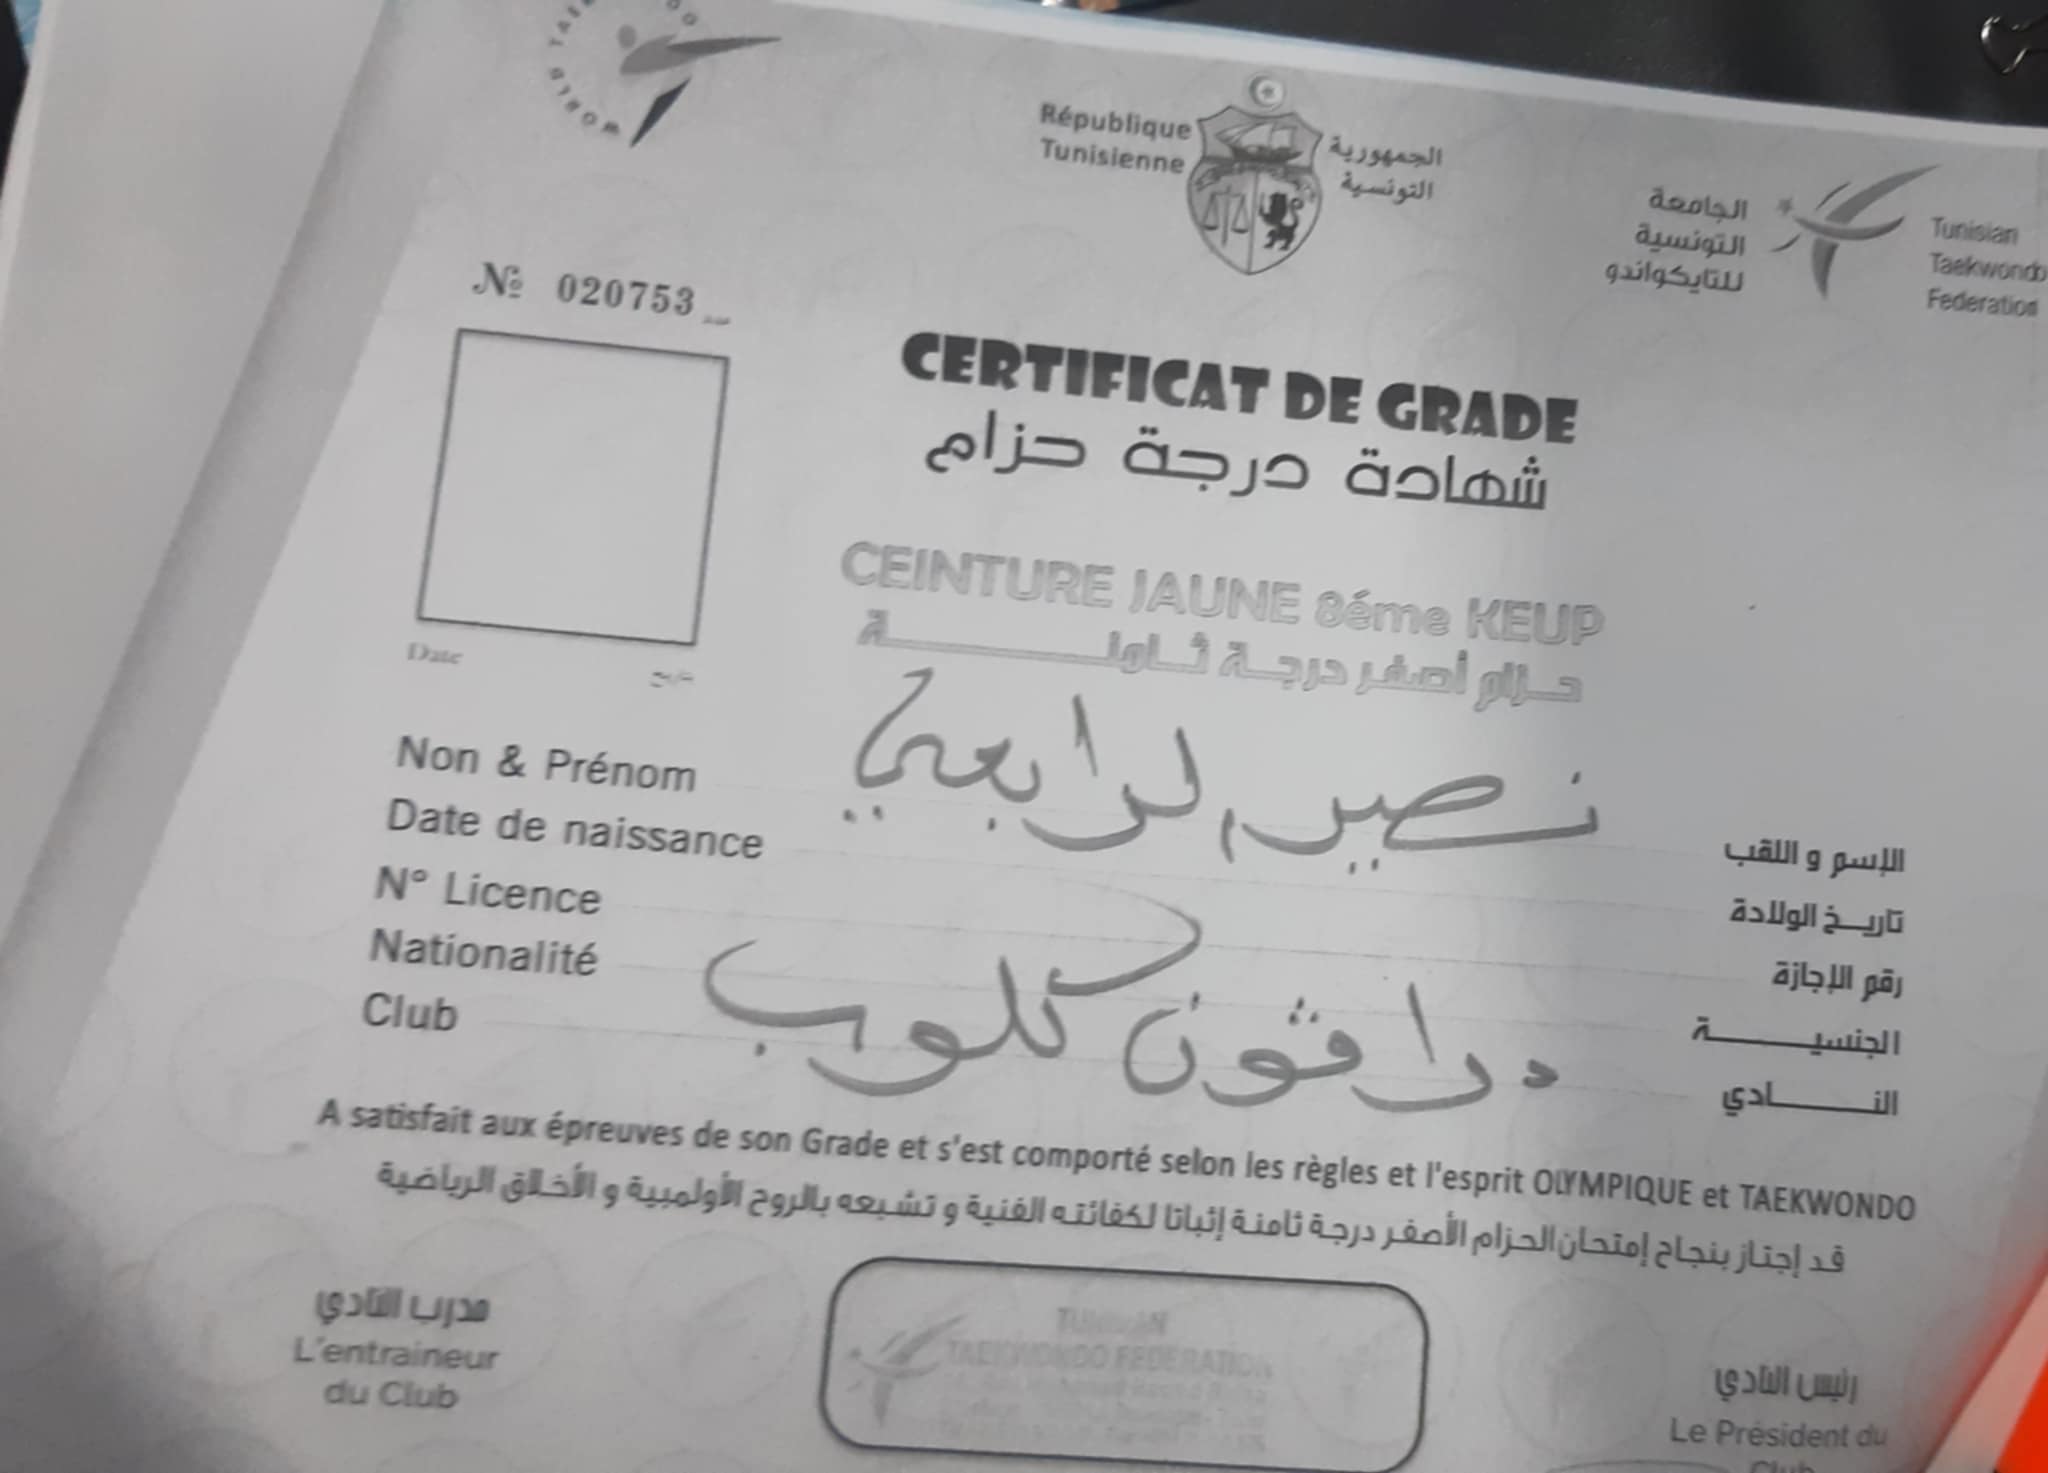 WORLD TAEKWONDO
République
Tunisienne
الجمهورية
التونسية
الجامعة
التونسية
للتايكواندو
Tunisian
Taekwondo
Federation
№ 020753
CERTIFICAT DE GRADE
شهادة درجة حزام
CEINTURE JAUNE 8éme KEUP
حزام أصفر درجة ثامنة
Date
Non & Prénom نصير الرابعي الإسم و اللقب
Date de naissance تاريخ الولادة
N° Licence رقم الإجازة
Nationalité الجنسية
Club دراڤون كلوب النادي
A satisfait aux épreuves de son Grade et s'est comporté selon les règles et l'esprit OLYMPIQUE et TAEKWONDO
قد إجتاز بنجاح إمتحان الحزام الأصفر درجة ثامنة إثباتا لكفائته الفنية و تشبعه بالروح الأولمبية و الأخلاق الرياضية
مدرب النادي
L'entraineur
du Club
TAEKWONDO FEDERATION
رئيس النادي
Le Président du
Club